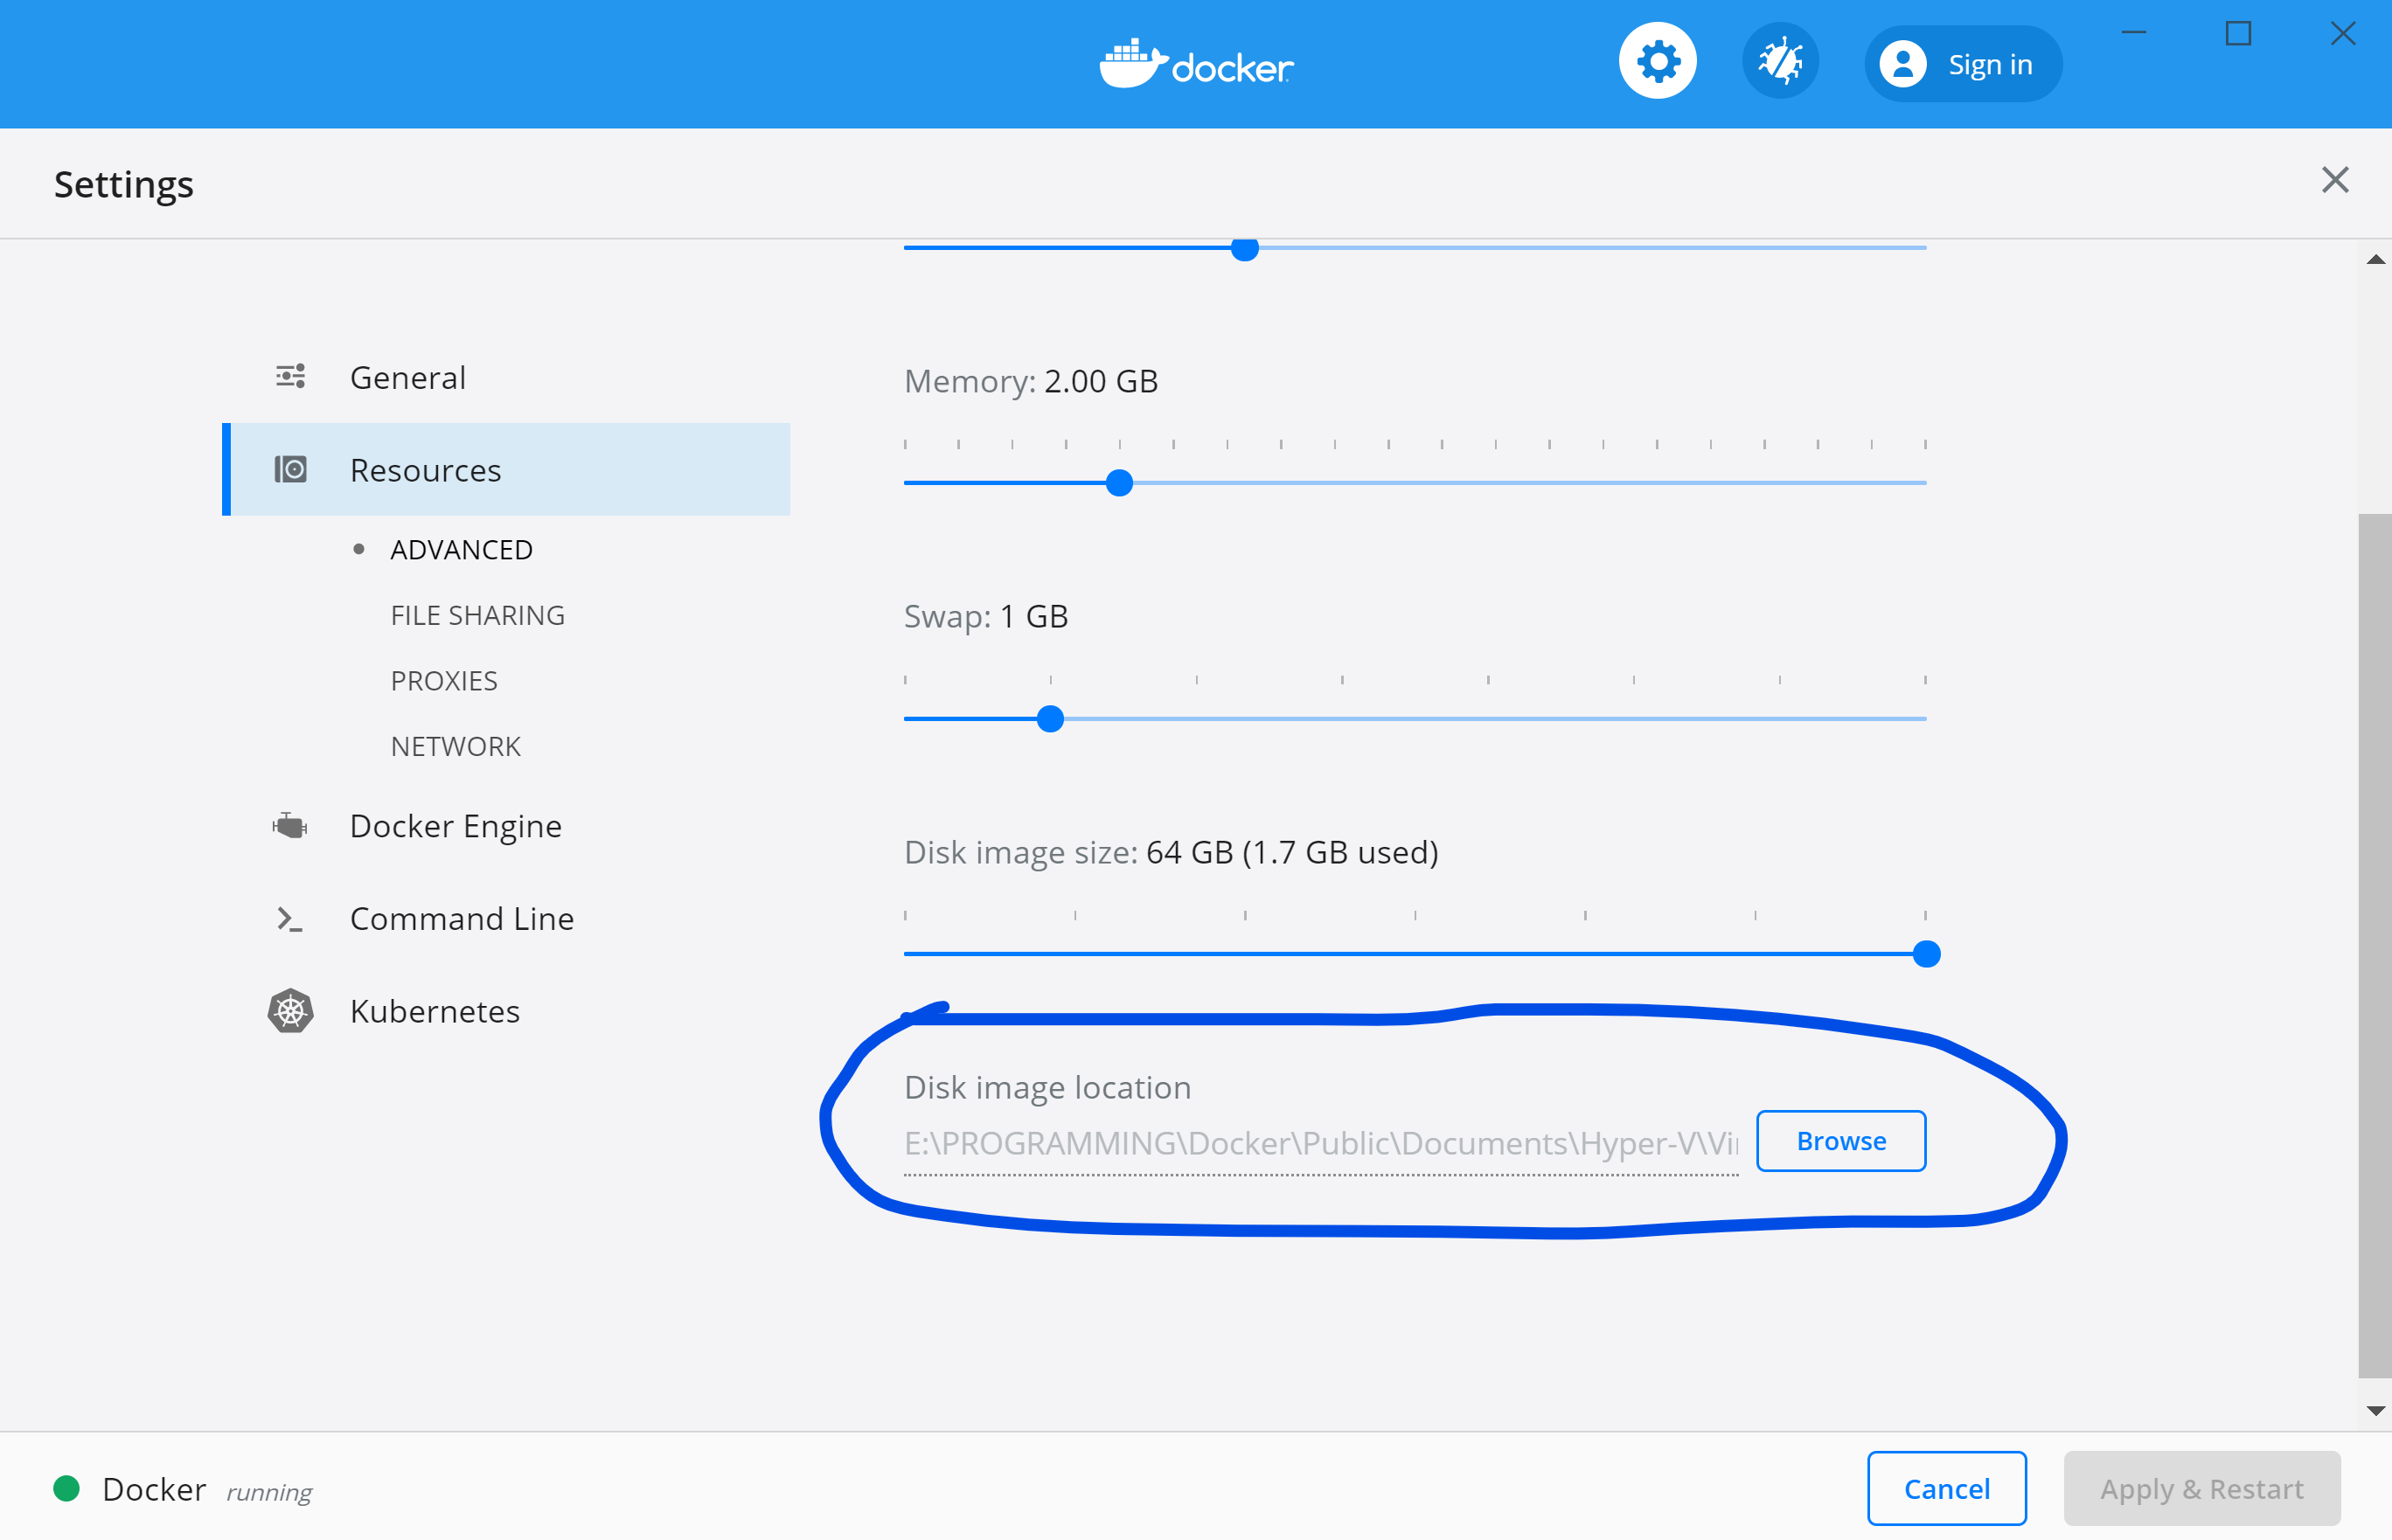 docker
Sign in
Settings
General
Resources
ADVANCED
FILE SHARING
PROXIES
NETWORK
Docker Engine
Command Line
Kubernetes
Memory: 2.00 GB
Swap: 1 GB
Disk image size: 64 GB (1.7 GB used)
Disk image location
E:\PROGRAMMING\Docker\Public\Documents\Hyper-V\Vi
Browse
Docker running
Cancel
Apply & Restart